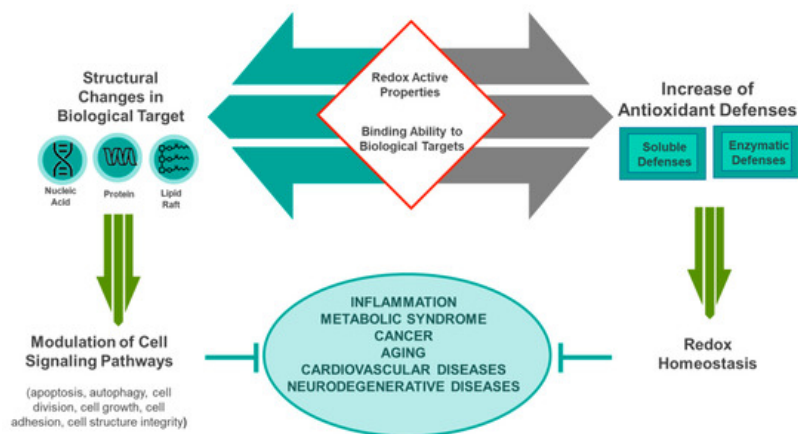 Structural
Changes in
Biological Target
Nucleic
Acid
Protein
Lipid
Raft
Redox Active
Properties
Binding Ability to
Biological Targets
Increase of
Antioxidant Defenses
Soluble
Defenses
Enzymatic
Defenses
Modulation of Cell
Signaling Pathways
(apoptosis, autophagy, cell
division, cell growth, cell
adhesion, cell structure integrity)
INFLAMMATION
METABOLIC SYNDROME
CANCER
AGING
CARDIOVASCULAR DISEASES
NEURODEGENERATIVE DISEASES
Redox
Homeostasis